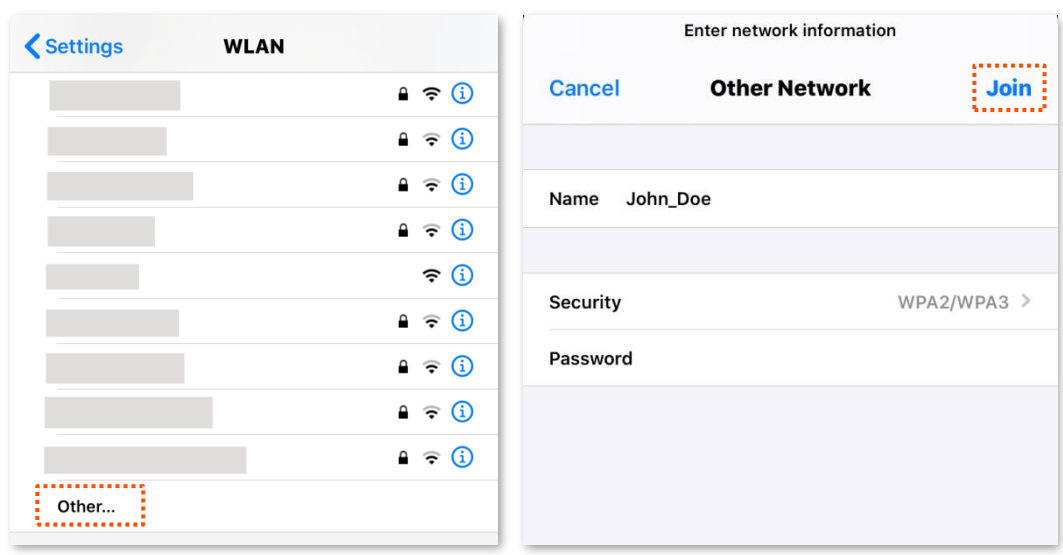 Settings
WLAN
Other...
Enter network information
Cancel
Other Network
Join
Name John_Doe
Security WPA2/WPA3
Password